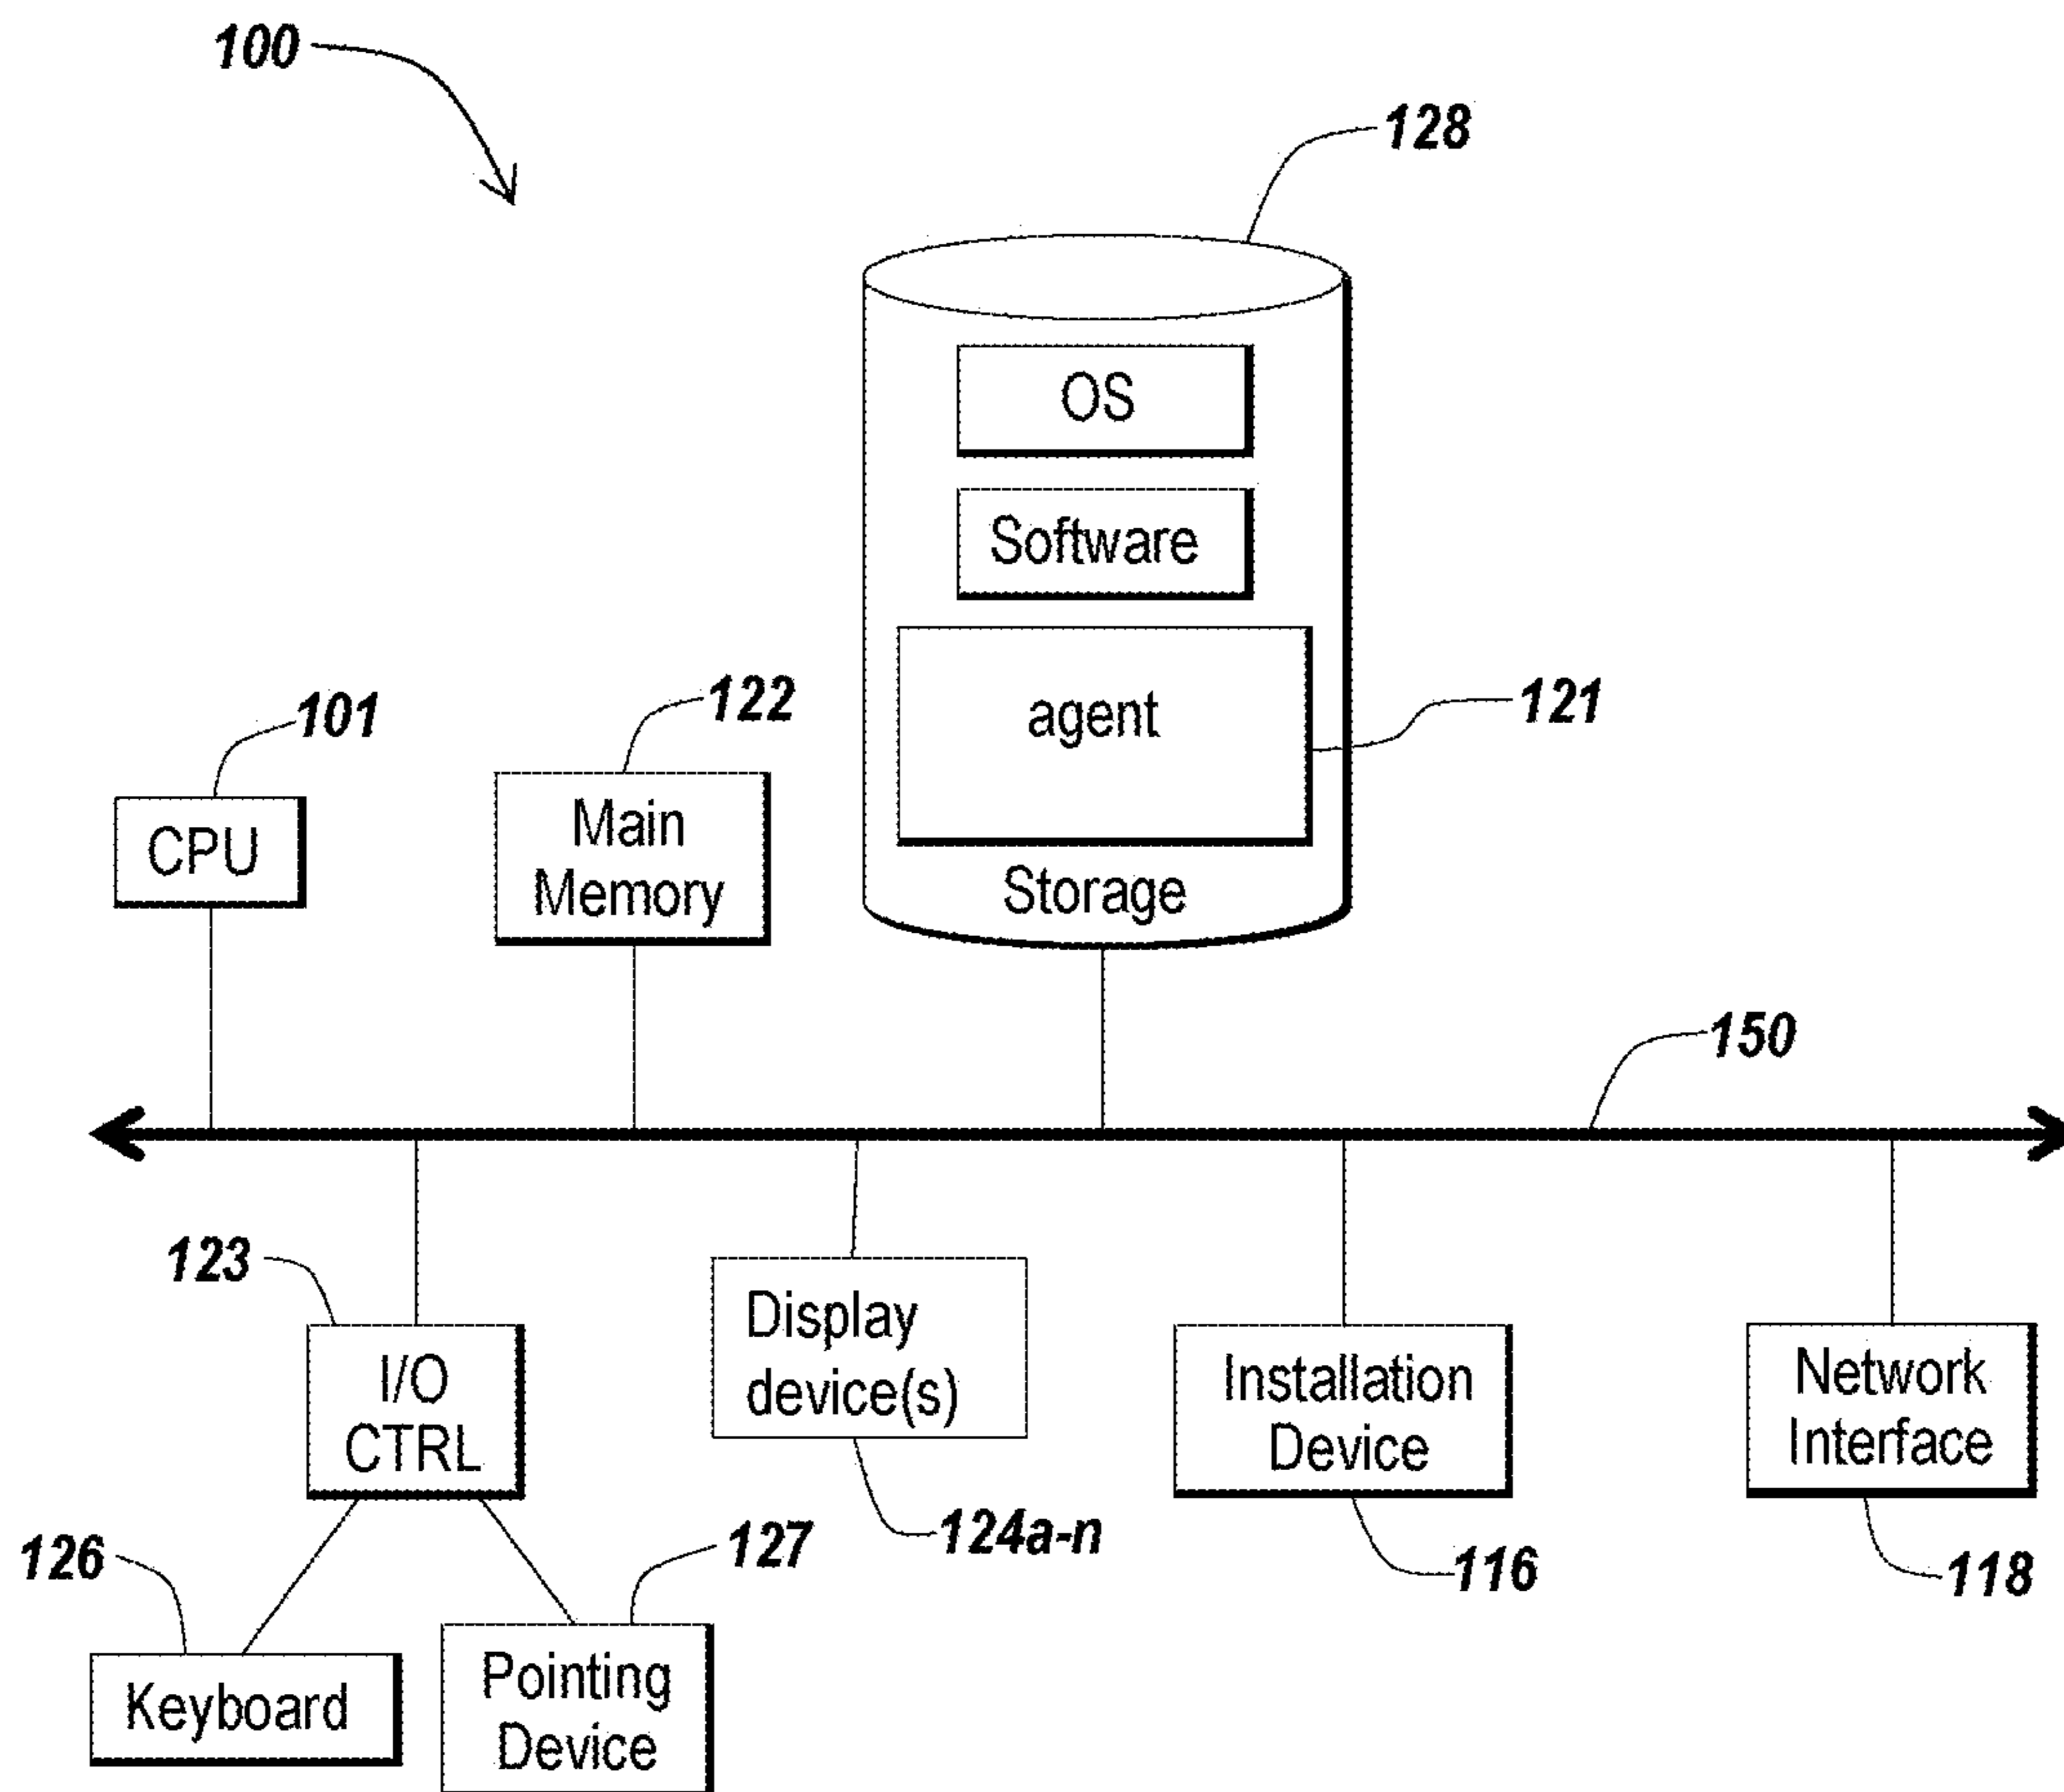 100
128
OS
Software
agent
121
Storage
101
CPU
122
Main
Memory
150
123
I/O
CTRL
Display
device(s)
124a-n
Installation
Device
116
Network
Interface
118
126
Keyboard
127
Pointing
Device